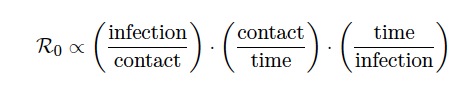 R₀ ∝ (infection/contact) · (contact/time) · (time/infection)